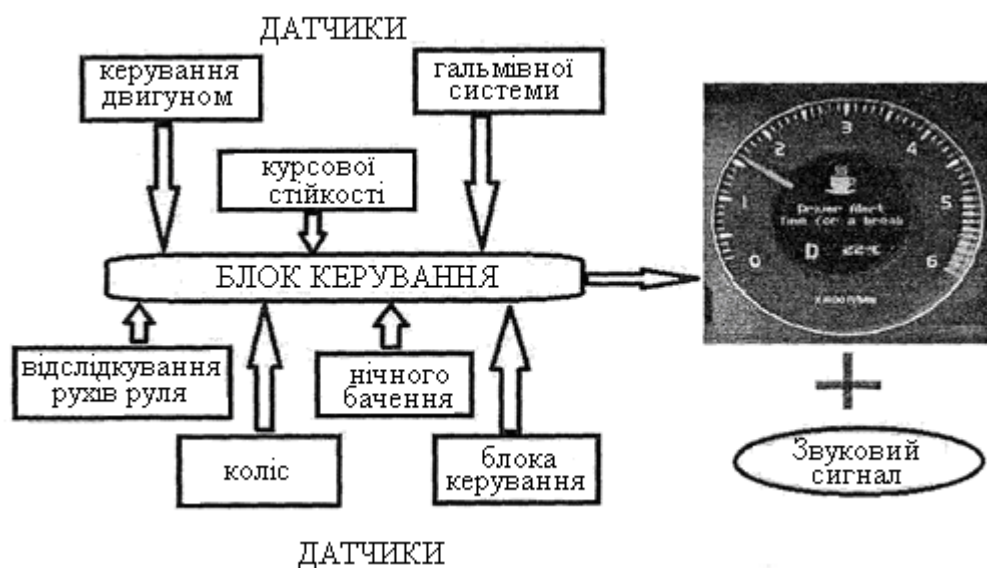 ДАТЧИКИ
керування
двигуном
гальмівної
системи
курсової
стійкості
БЛОК КЕРУВАННЯ
відслідкування
рухів руля
нічного
бачення
коліс
блока
керування
ДАТЧИКИ
0
1
2
3
4
5
6
Driver Alert
Time for a break
D
Звуковий
сигнал